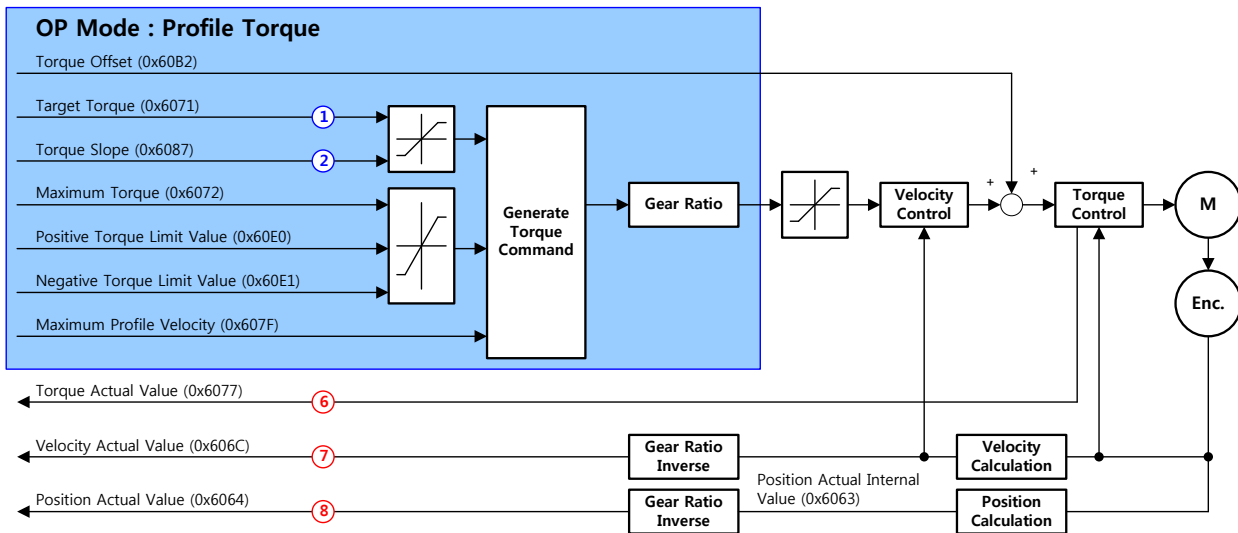 OP Mode : Profile Torque
Torque Offset (0x60B2)
Target Torque (0x6071)
1
Torque Slope (0x6087)
2
Maximum Torque (0x6072)
Positive Torque Limit Value (0x60E0)
Negative Torque Limit Value (0x60E1)
Maximum Profile Velocity (0x607F)
Generate
Torque
Command
Gear Ratio
Velocity
Control
+
+
Torque
Control
M
Enc.
Torque Actual Value (0x6077)
6
Velocity Actual Value (0x606C)
7
Gear Ratio
Inverse
Velocity
Calculation
Position Actual Internal
Value (0x6063)
Position Actual Value (0x6064)
8
Gear Ratio
Inverse
Position
Calculation